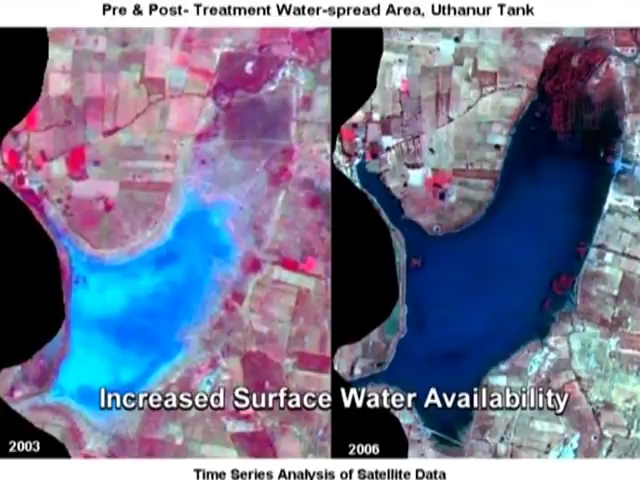 Pre & Post- Treatment Water-spread Area, Uthanur Tank
Increased Surface Water Availability
2003
2006
Time Series Analysis of Satellite Data